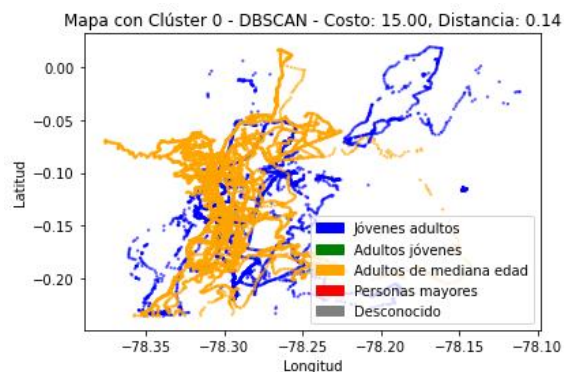 Mapa con Clúster 0 - DBSCAN - Costo: 15.00, Distancia: 0.14
0.00
−0.05
−0.10
−0.15
−0.20
Latitud
Jóvenes adultos
Adultos jóvenes
Adultos de mediana edad
Personas mayores
Desconocido
−78.35
−78.30
−78.25
−78.20
−78.15
−78.10
Longitud